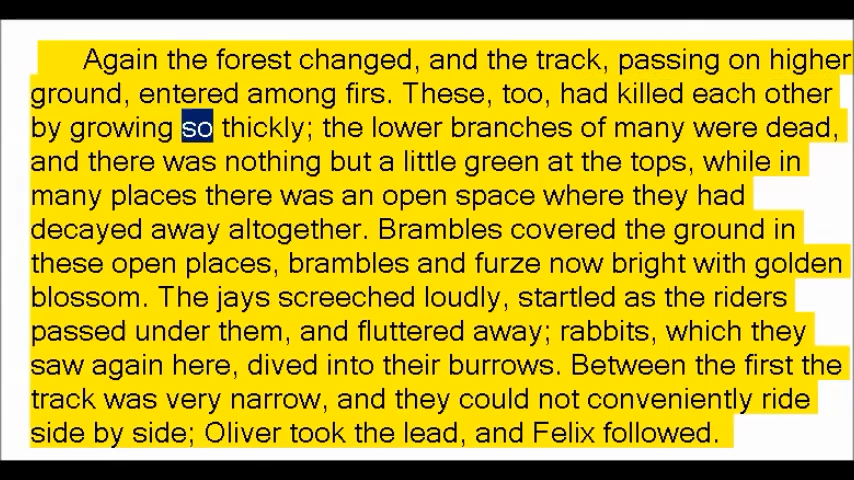 Again the forest changed, and the track, passing on higher
ground, entered among firs. These, too, had killed each other
by growing so thickly; the lower branches of many were dead,
and there was nothing but a little green at the tops, while in
many places there was an open space where they had
decayed away altogether. Brambles covered the ground in
these open places, brambles and furze now bright with golden
blossom. The jays screeched loudly, startled as the riders
passed under them, and fluttered away; rabbits, which they
saw again here, dived into their burrows. Between the first the
track was very narrow, and they could not conveniently ride
side by side; Oliver took the lead, and Felix followed.